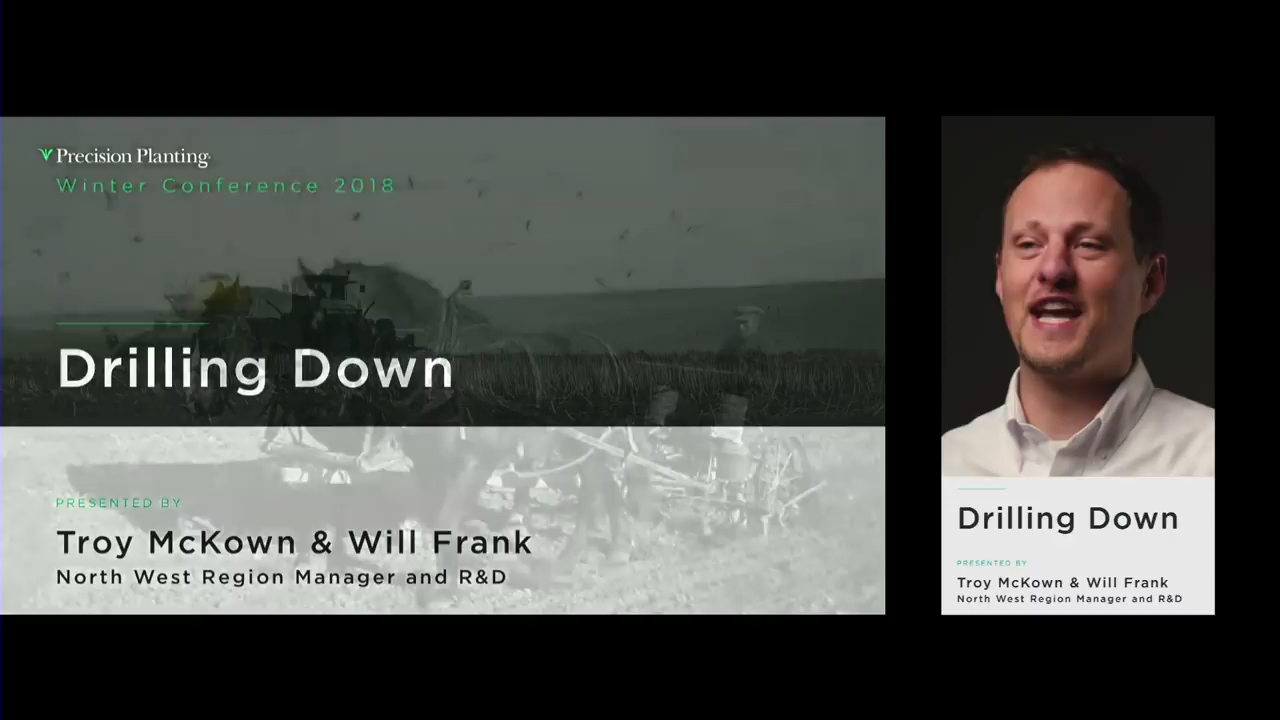 Precision Planting
Winter Conference 2018
Drilling Down
PRESENTED BY
Troy McKown & Will Frank
North West Region Manager and R&D
Drilling Down
PRESENTED BY
Troy McKown & Will Frank
North West Region Manager and R&D